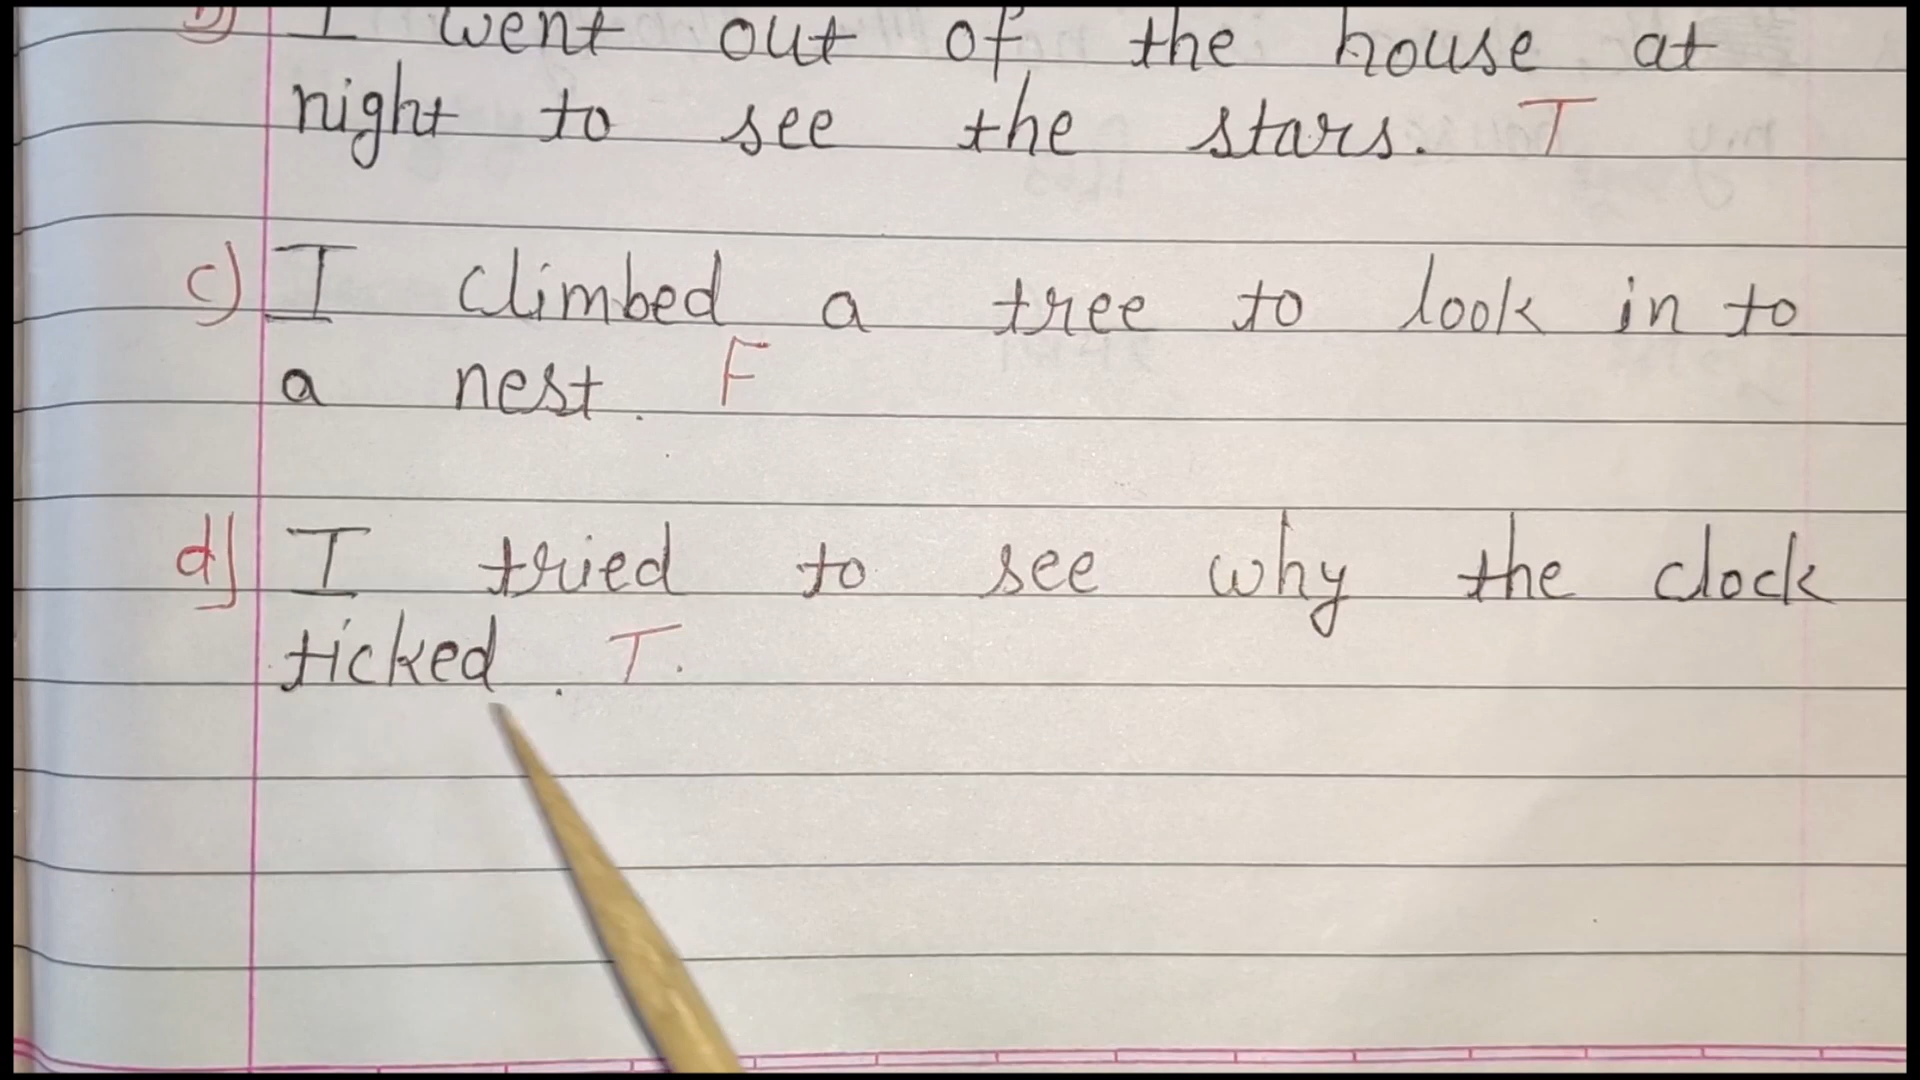 b) I went out of the house at
night to see the stars. T
c) I climbed a tree to look in to
a nest. F
d) I tried to see why the clock
ticked. T.